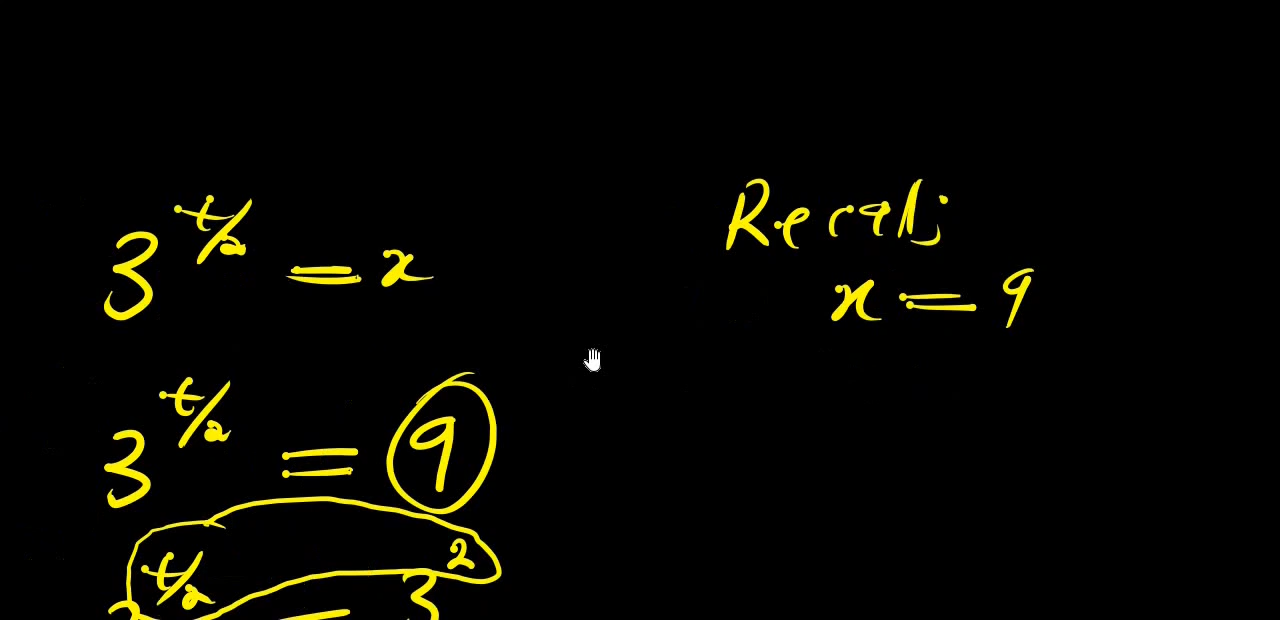 3^{t/2} = x
Recall;
x = 9
3^{t/2} = 9
3^{t/2} = 3^2